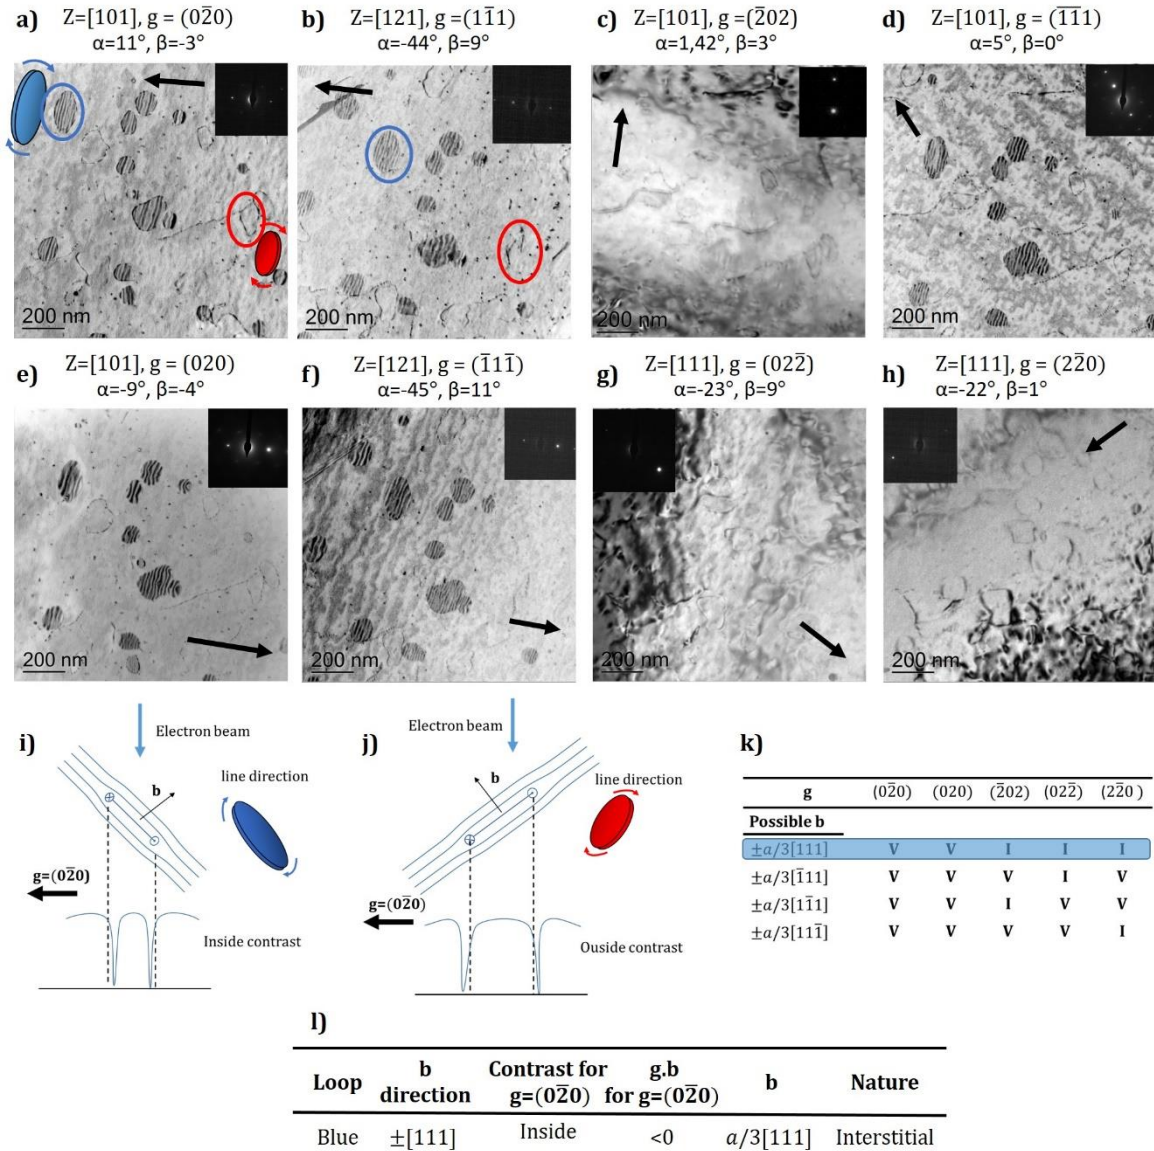 a) Z=[101], g = (02̅0)
α=11°, β=-3°
b) Z=[121], g = (11̅1)
α=-44°, β=9°
c) Z=[101], g=(2̅02)
α=1,42°, β=3°
d) Z=[101], g = (1̅1̅1)
α=5°, β=0°
200 nm
200 nm
200 nm
200 nm
e) Z=[101], g = (020)
α=-9°, β=-4°
f) Z=[121], g = (1̅11̅)
α=-45°, β=11°
g) Z=[111], g = (022̅)
α=-23°, β=9°
h) Z=[111], g = (22̅0)
α=-22°, β=1°
200 nm
200 nm
200 nm
200 nm
i)
Electron beam
b
line direction
g=(02̅0)
Inside contrast
j)
Electron beam
b
line direction
g=(02̅0)
Ouside contrast
k)
g (02̅0) (020) (2̅02) (022̅) (22̅0 )
Possible b
±a/3[111] V V I I I
±a/3[1̅11] V V V I V
±a/3[11̅1] V V I V V
±a/3[111̅] V V V V I
l)
Loop b direction Contrast for g=(02̅0) g.b for g=(02̅0) b Nature
Blue ±[111] Inside <0 a/3[111] Interstitial